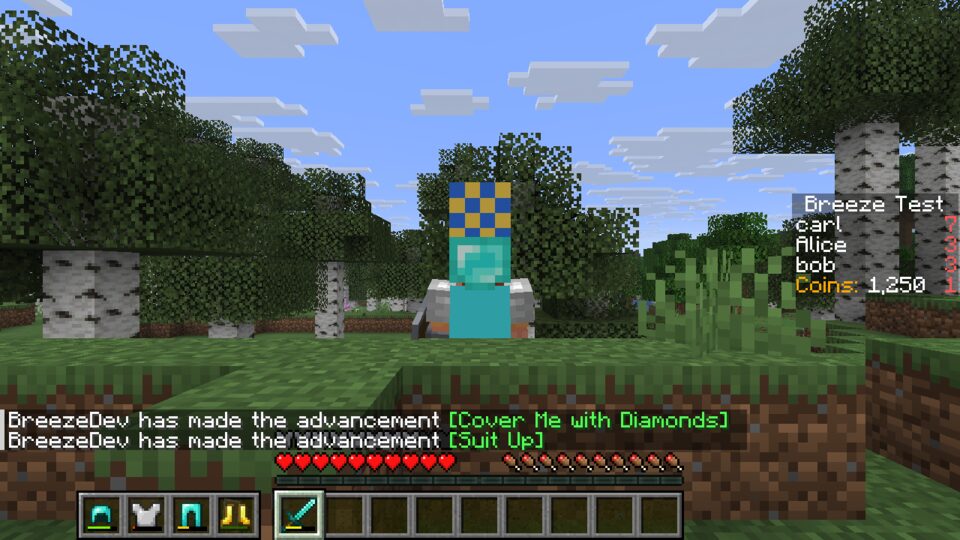 Breeze Test
carl 7
Alice 3
bob
Coins: 1,250 1
BreezeDev has made the advancement [Cover Me with Diamonds]
BreezeDev has made the advancement [Suit Up]